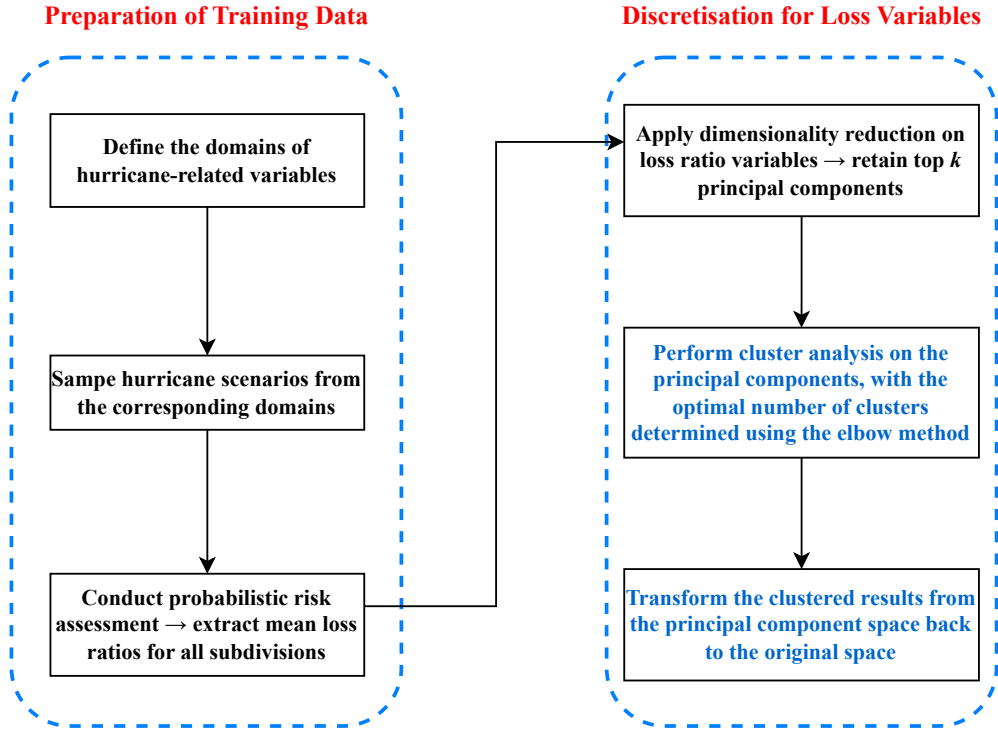 Preparation of Training Data
Define the domains of
hurricane-related variables
Sampe hurricane scenarios from
the corresponding domains
Conduct probabilistic risk
assessment → extract mean loss
ratios for all subdivisions
Discretisation for Loss Variables
Apply dimensionality reduction on
loss ratio variables → retain top k
principal components
Perform cluster analysis on the
principal components, with the
optimal number of clusters
determined using the elbow method
Transform the clustered results from
the principal component space back
to the original space